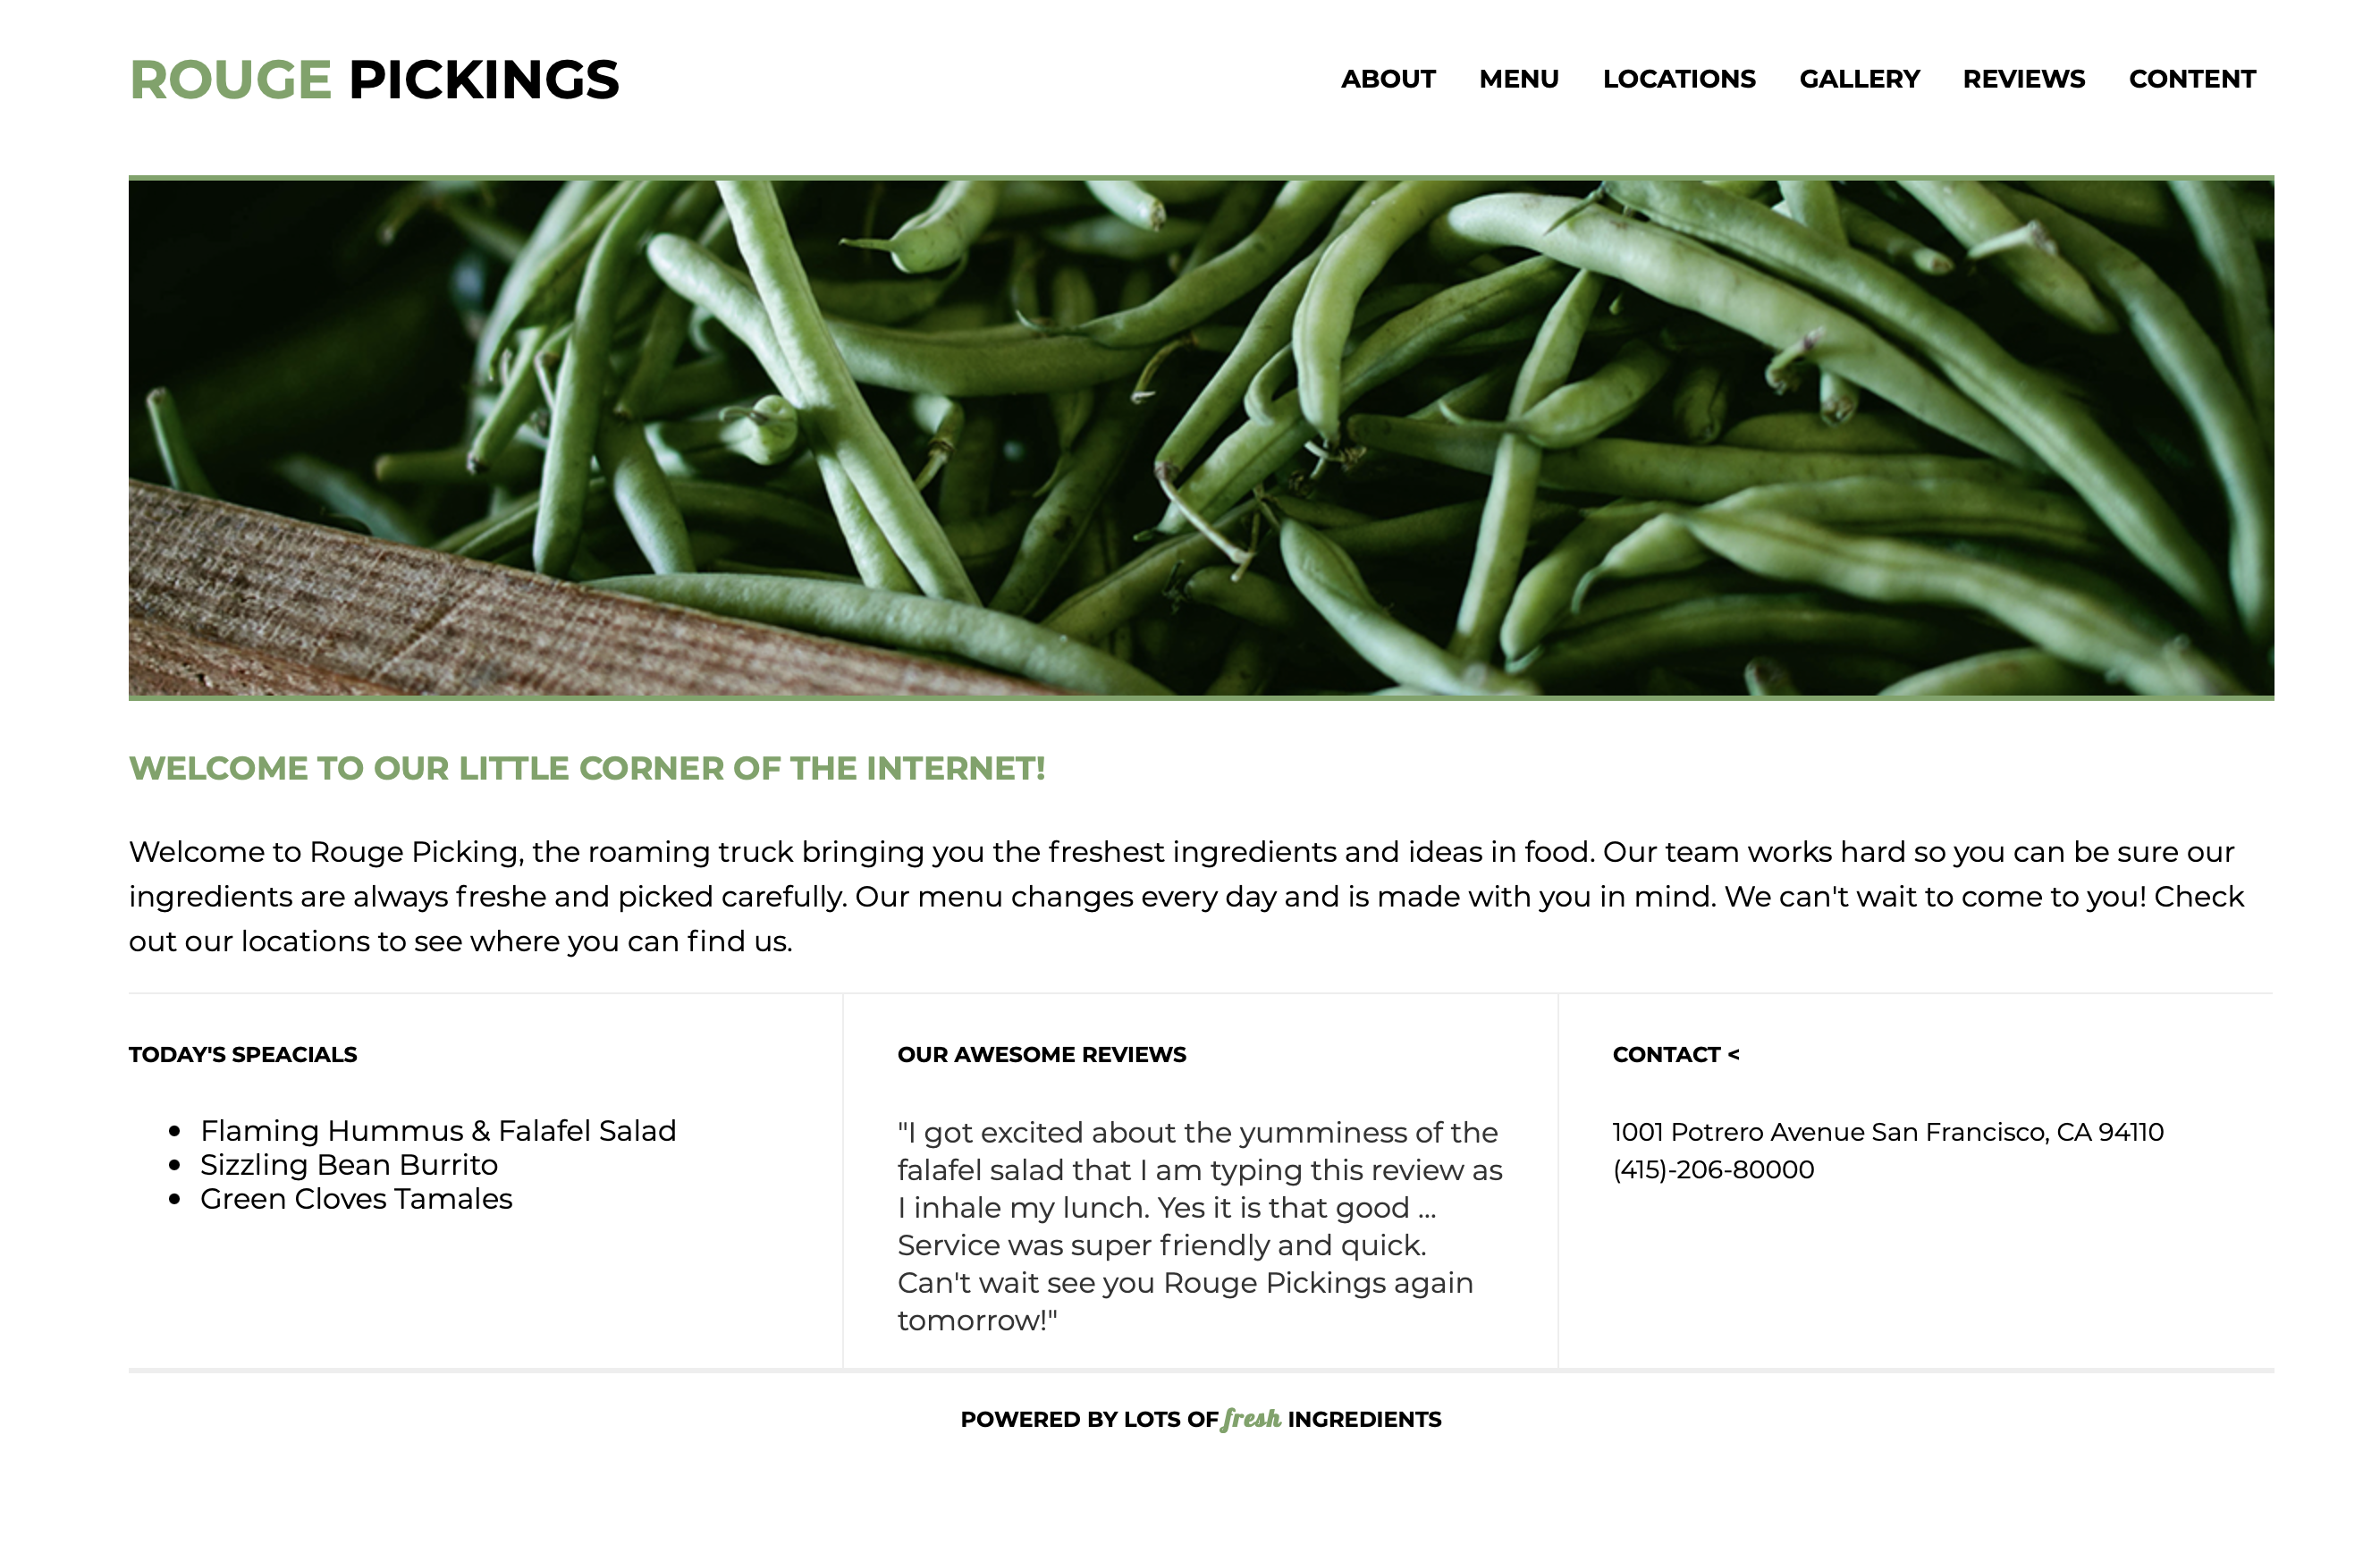 ROUGE PICKINGS
ABOUT MENU LOCATIONS GALLERY REVIEWS CONTENT
WELCOME TO OUR LITTLE CORNER OF THE INTERNET!
Welcome to Rouge Picking, the roaming truck bringing you the freshest ingredients and ideas in food. Our team works hard so you can be sure our
ingredients are always freshe and picked carefully. Our menu changes every day and is made with you in mind. We can't wait to come to you! Check
out our locations to see where you can find us.
TODAY'S SPEACIALS
• Flaming Hummus & Falafel Salad
• Sizzling Bean Burrito
• Green Cloves Tamales
OUR AWESOME REVIEWS
"I got excited about the yumminess of the
falafel salad that I am typing this review as
I inhale my lunch. Yes it is that good ...
Service was super friendly and quick.
Can't wait see you Rouge Pickings again
tomorrow!"
CONTACT <
1001 Potrero Avenue San Francisco, CA 94110
(415)-206-80000
POWERED BY LOTS OF fresh INGREDIENTS